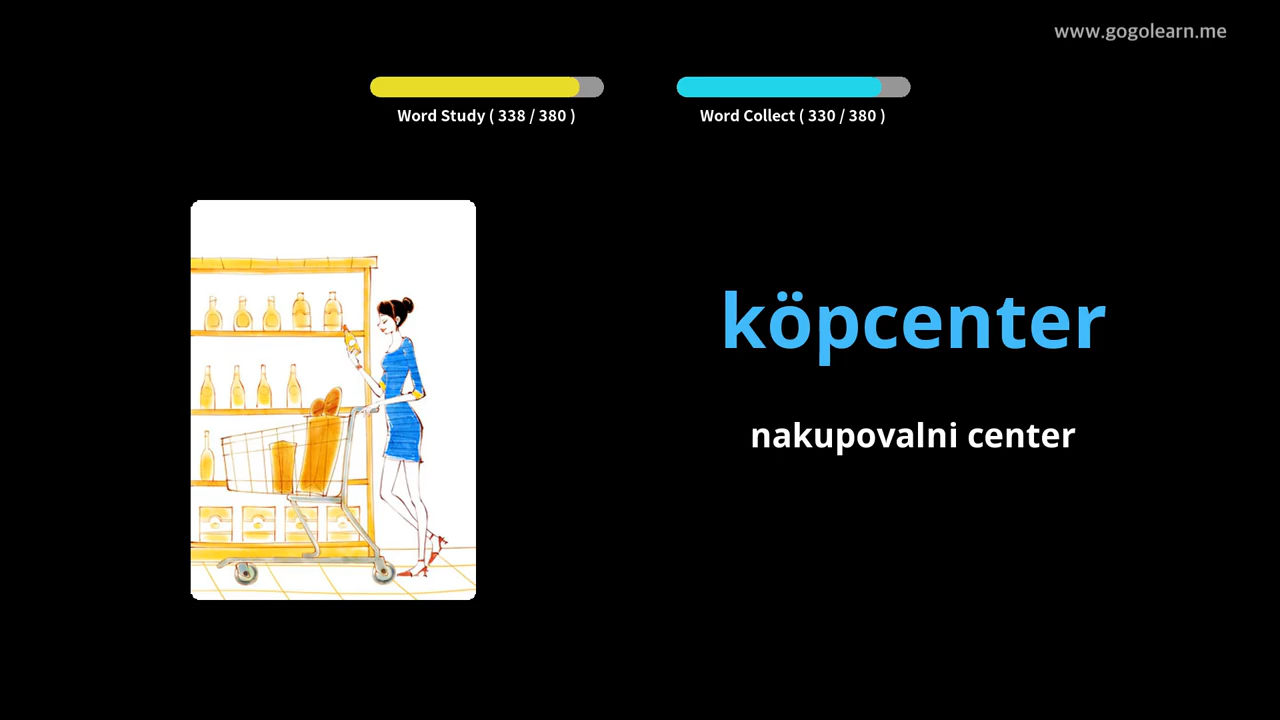 www.gogolearn.me
Word Study ( 338 / 380 )
Word Collect ( 330 / 380 )
köpcenter
nakupovalni center